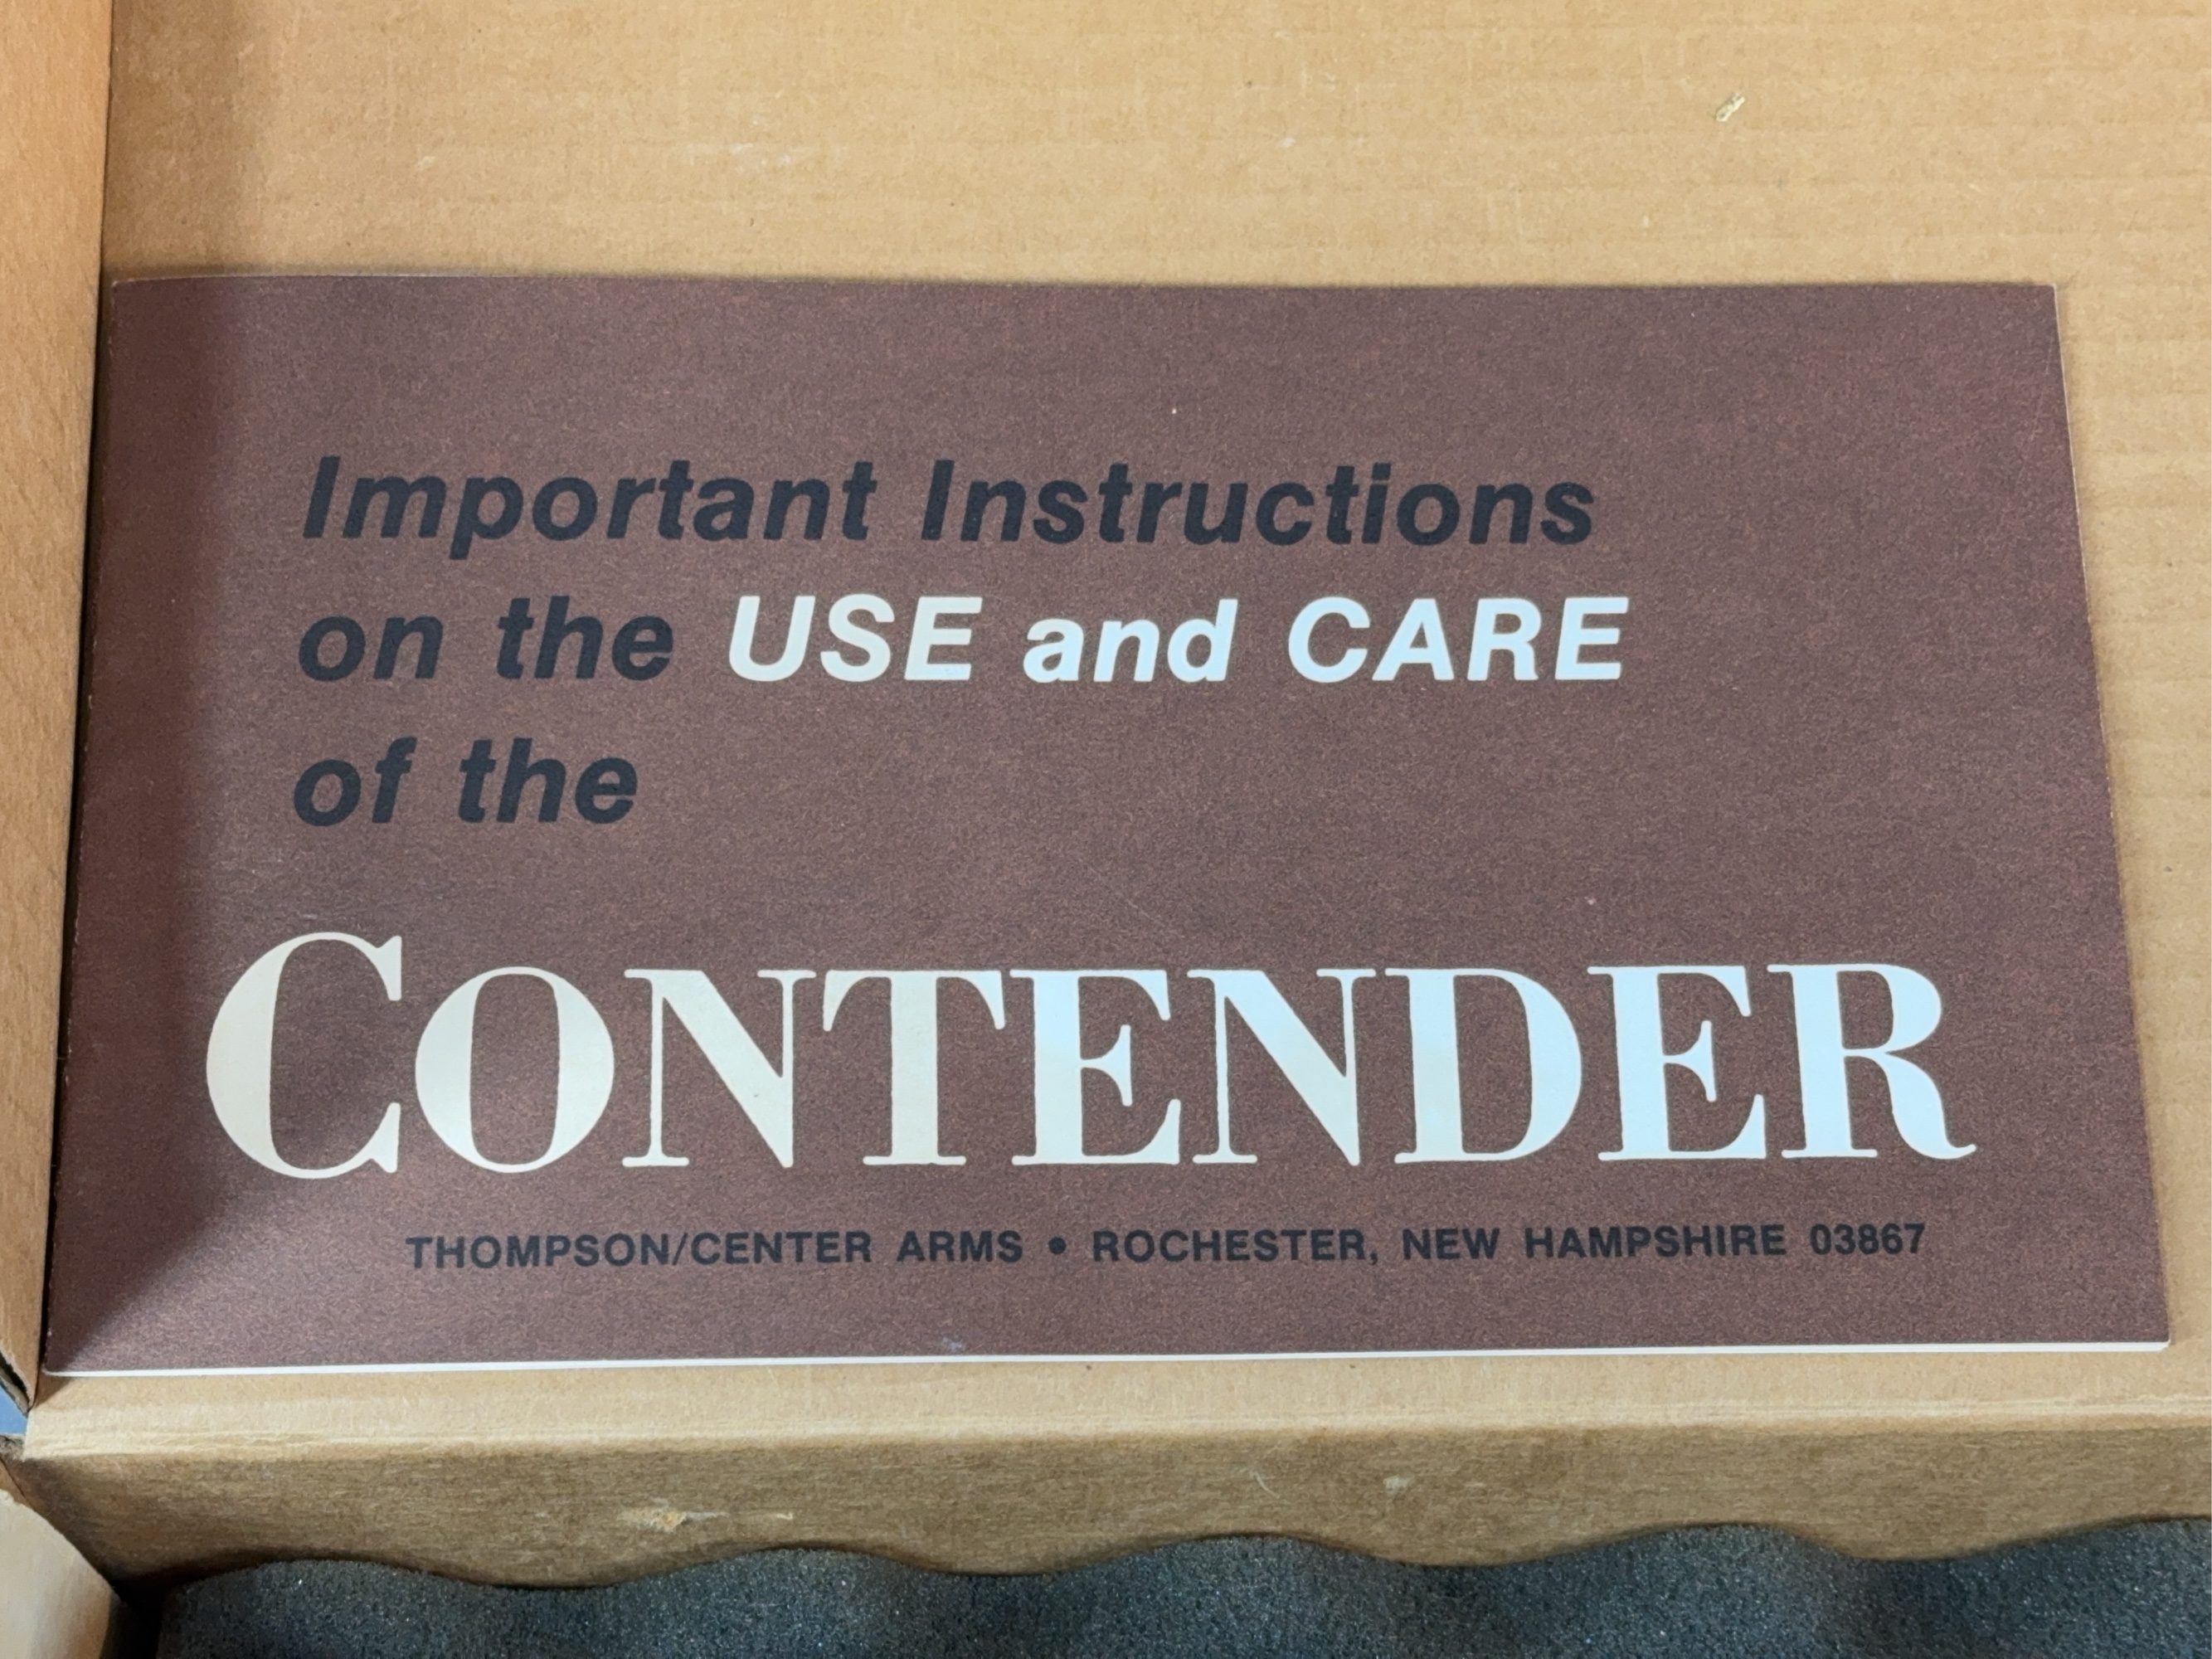 Important Instructions
on the USE and CARE
of the
CONTENDER
THOMPSON/CENTER ARMS • ROCHESTER, NEW HAMPSHIRE 03867